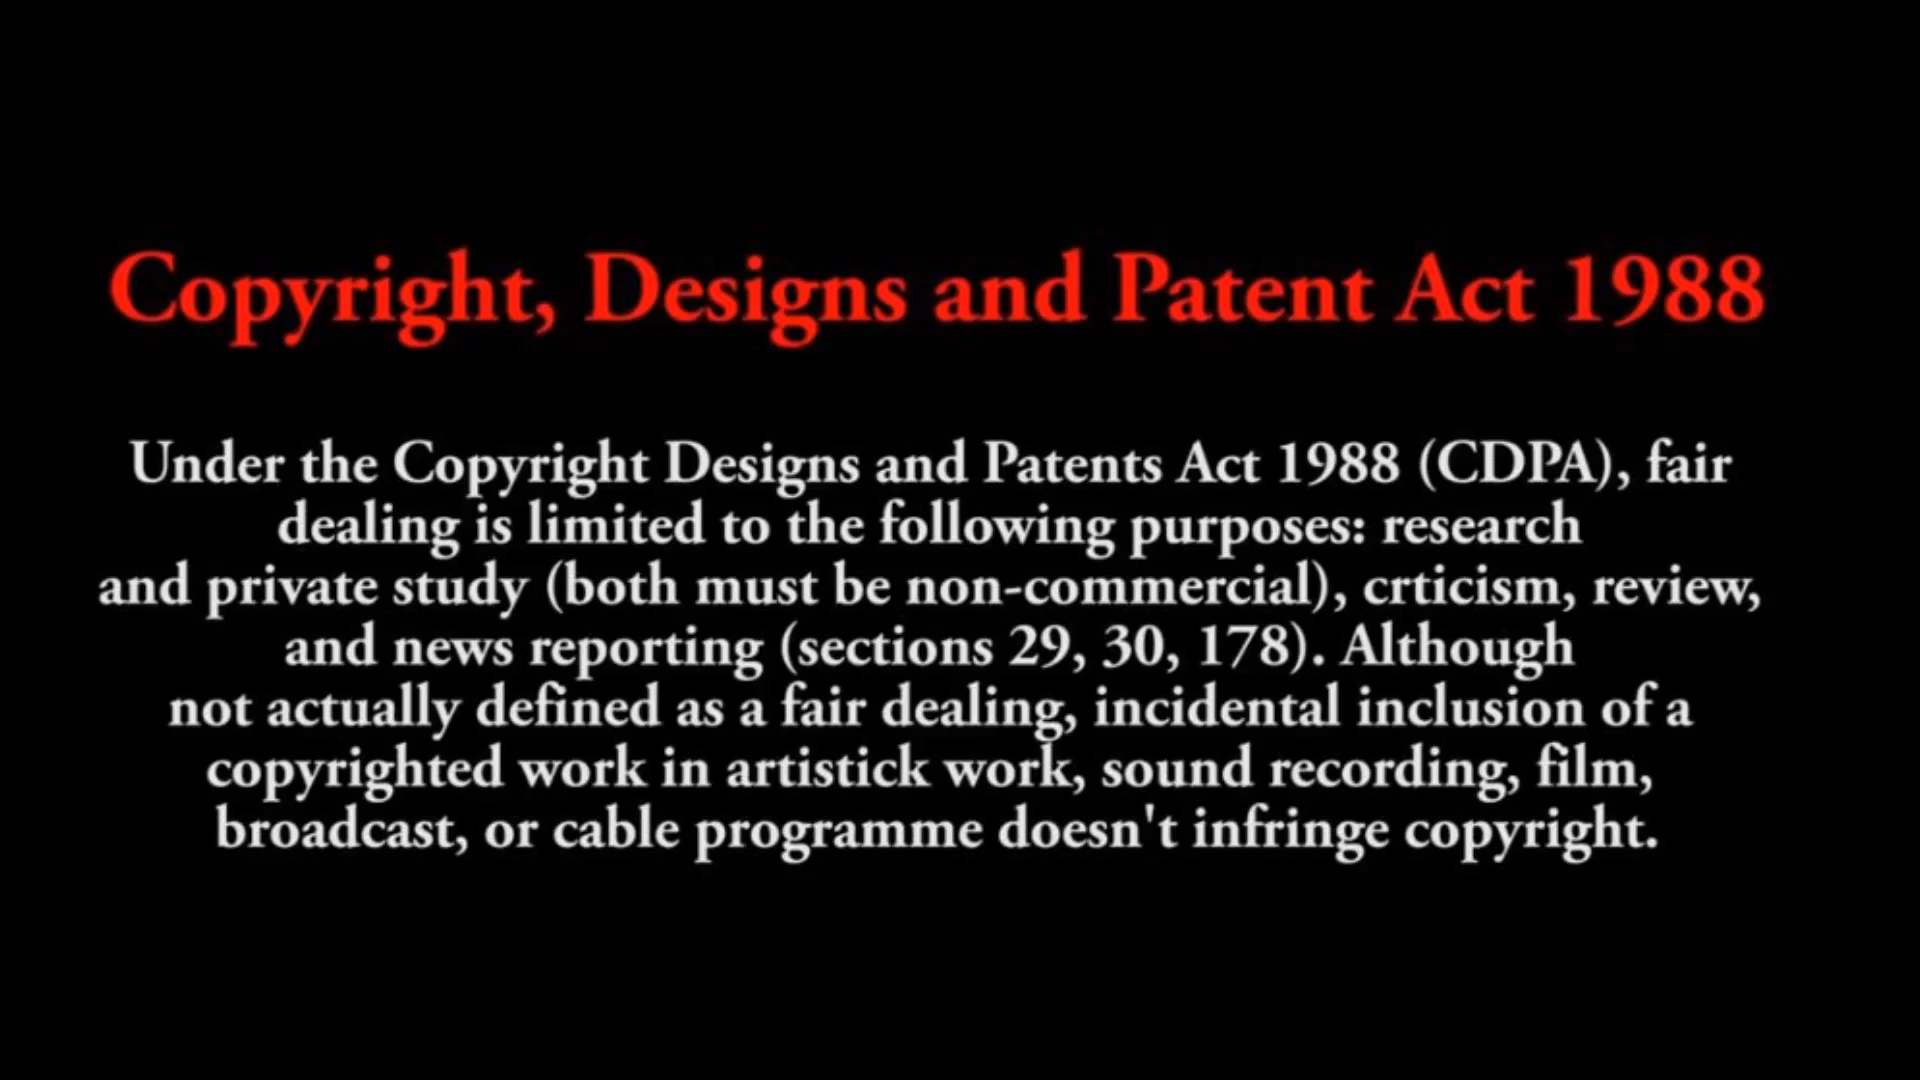 Copyright, Designs and Patent Act 1988
Under the Copyright Designs and Patents Act 1988 (CDPA), fair
dealing is limited to the following purposes: research
and private study (both must be non-commercial), crticism, review,
and news reporting (sections 29, 30, 178). Although
not actually defined as a fair dealing, incidental inclusion of a
copyrighted work in artistick work, sound recording, film,
broadcast, or cable programme doesn't infringe copyright.